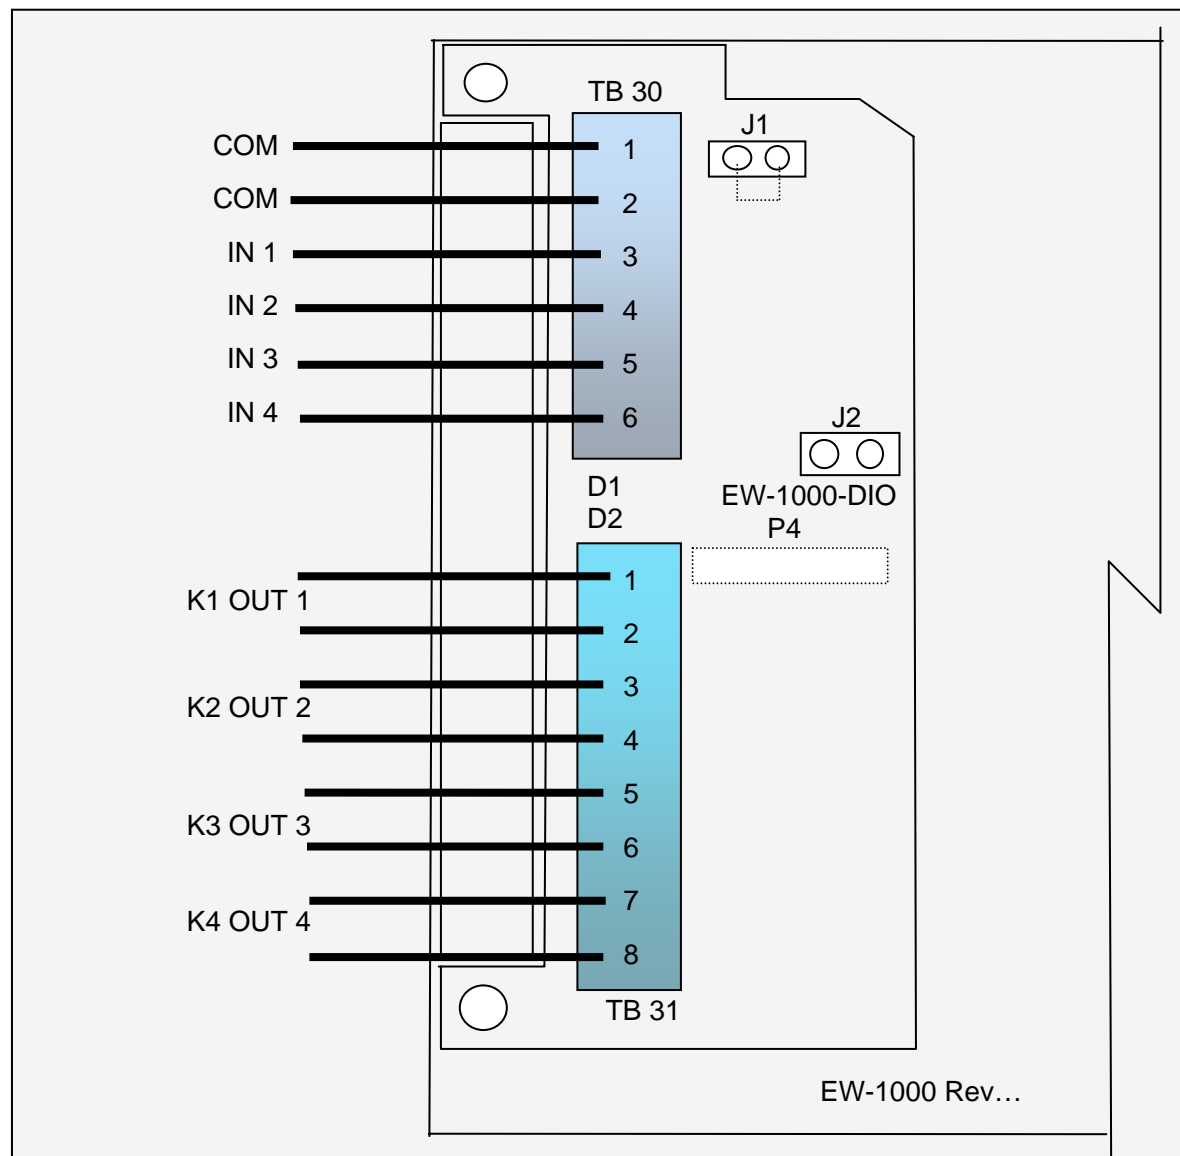 TB 30
J1
COM 1
COM 2
IN 1 3
IN 2 4
IN 3 5
IN 4 6
J2
D1
D2
EW-1000-DIO
P4
1
K1 OUT 1
2
3
K2 OUT 2
4
5
K3 OUT 3
6
7
K4 OUT 4
8
TB 31
EW-1000 Rev…